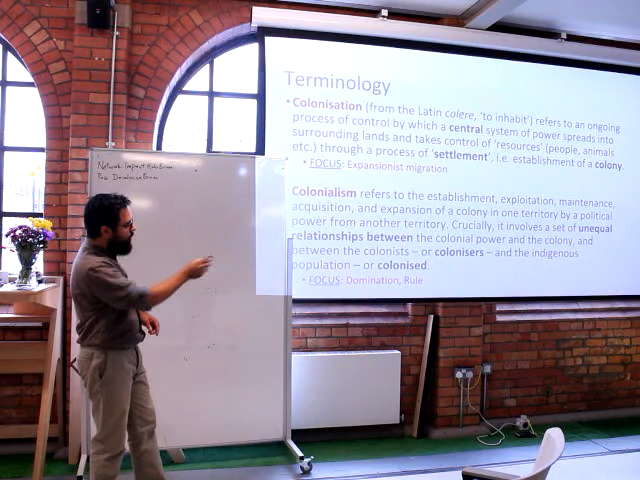 Terminology
• Colonisation (from the Latin colere, 'to inhabit') refers to an ongoing
process of control by which a central system of power spreads into
surrounding lands and takes control of 'resources' (people, animals
etc.) through a process of 'settlement', i.e. establishment of a colony.
• FOCUS: Expansionist migration
Colonialism refers to the establishment, exploitation, maintenance,
acquisition, and expansion of a colony in one territory by a political
power from another territory. Crucially, it involves a set of unequal
relationships between the colonial power and the colony, and
between the colonists – or colonisers – and the indigenous
population – or colonised.
• FOCUS: Domination, Rule
Network: Impact Hub Brum